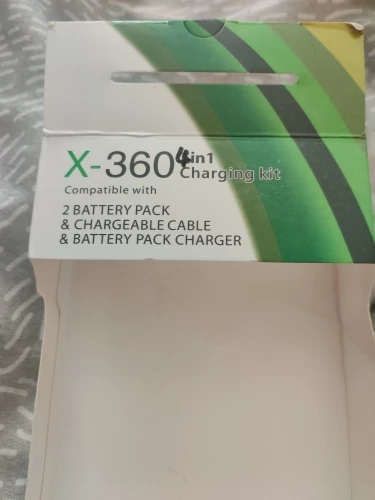 X-360 4in1
Charging kit
Compatible with
2 BATTERY PACK
& CHARGEABLE CABLE
& BATTERY PACK CHARGER